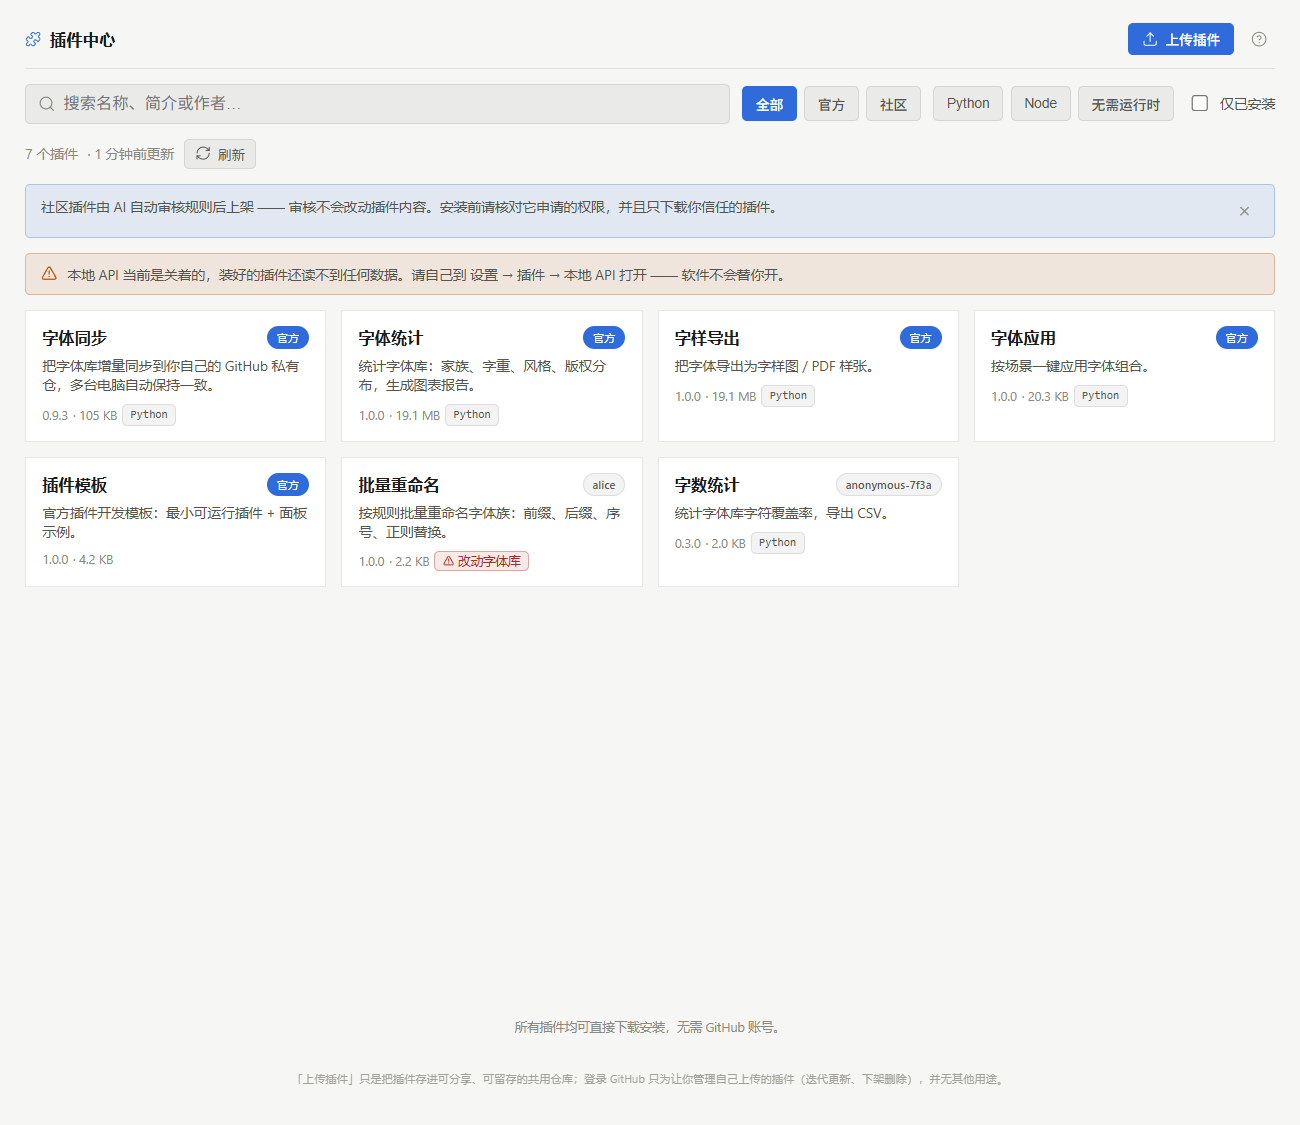 插件中心
上传插件
搜索名称、简介或作者...
全部
官方
社区
Python
Node
无需运行时
仅已安装
7 个插件 · 1 分钟前更新
刷新
社区插件由 AI 自动审核规则后上架 —— 审核不会改动插件内容。安装前请核对它申请的权限，并且只下载你信任的插件。
本地 API 当前是关着的，装好的插件还读不到任何数据。请自己到 设置 → 插件 → 本地 API 打开 —— 软件不会替你开。
字体同步
官方
把字体库增量同步到你自己的 GitHub 私有
仓，多台电脑自动保持一致。
0.9.3 · 105 KB Python
字体统计
官方
统计字体库：家族、字重、风格、版权分
布，生成图表报告。
1.0.0 · 19.1 MB Python
字样导出
官方
把字体导出为字样图 / PDF 样张。
1.0.0 · 19.1 MB Python
字体应用
官方
按场景一键应用字体组合。
1.0.0 · 20.3 KB Python
插件模板
官方
官方插件开发模板：最小可运行插件 + 面板
示例。
1.0.0 · 4.2 KB
批量重命名
alice
按规则批量重命名字体族：前缀、后缀、序
号、正则替换。
1.0.0 · 2.2 KB 改动字体库
字数统计
anonymous-7f3a
统计字体库字符覆盖率，导出 CSV。
0.3.0 · 2.0 KB Python
所有插件均可直接下载安装，无需 GitHub 账号。
「上传插件」只是把插件存进可分享、可留存的共用仓库；登录 GitHub 只为让你管理自己上传的插件（迭代更新、下架删除），并无其他用途。